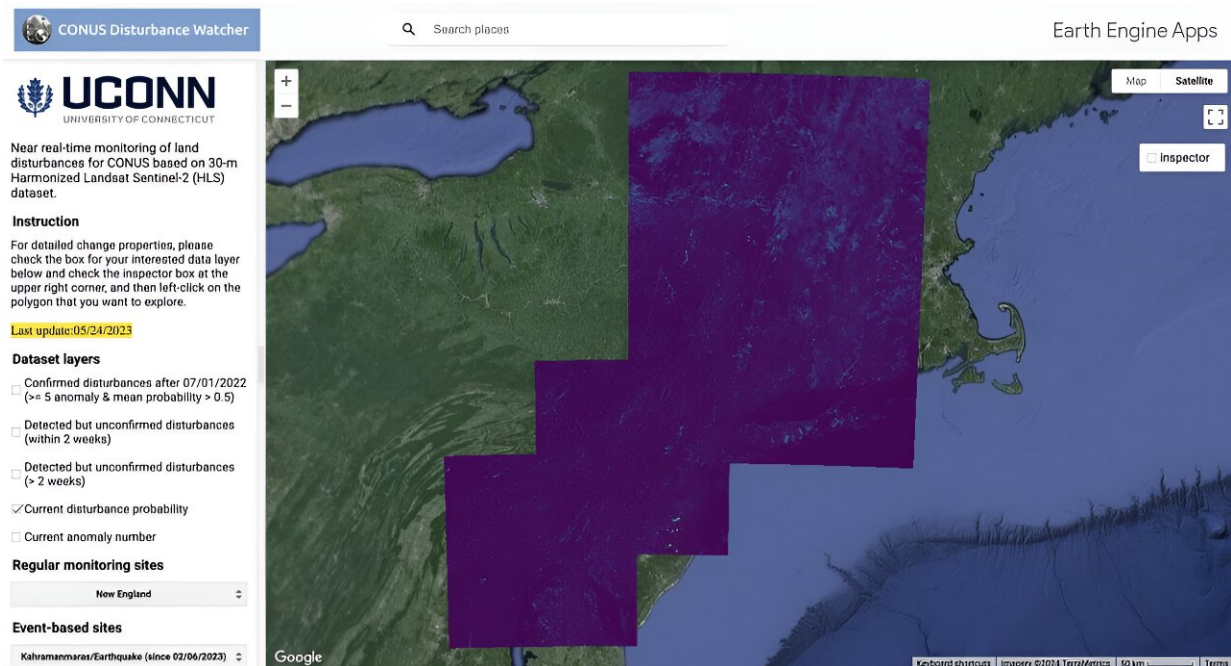 CONUS Disturbance Watcher
Search places
Earth Engine Apps
UCONN
UNIVERSITY OF CONNECTICUT
Near real-time monitoring of land
disturbances for CONUS based on 30-m
Harmonized Landsat Sentinel-2 (HLS)
dataset.
Instruction
For detailed change properties, please
check the box for your interested data layer
below and check the inspector box at the
upper right corner, and then left-click on the
polygon that you want to explore.
Last update:05/24/2023
Dataset layers
Confirmed disturbances after 07/01/2022
(>= 5 anomaly & mean probability > 0.5)
Detected but unconfirmed disturbances
(within 2 weeks)
Detected but unconfirmed disturbances
(> 2 weeks)
Current disturbance probability
Current anomaly number
Regular monitoring sites
New England
Event-based sites
Kahramanmaras/Earthquake (since 02/06/2023)
+
−
Map Satellite
Inspector
Google
Keyboard shortcuts Imagery ©2024 TerraMetrics 50 km